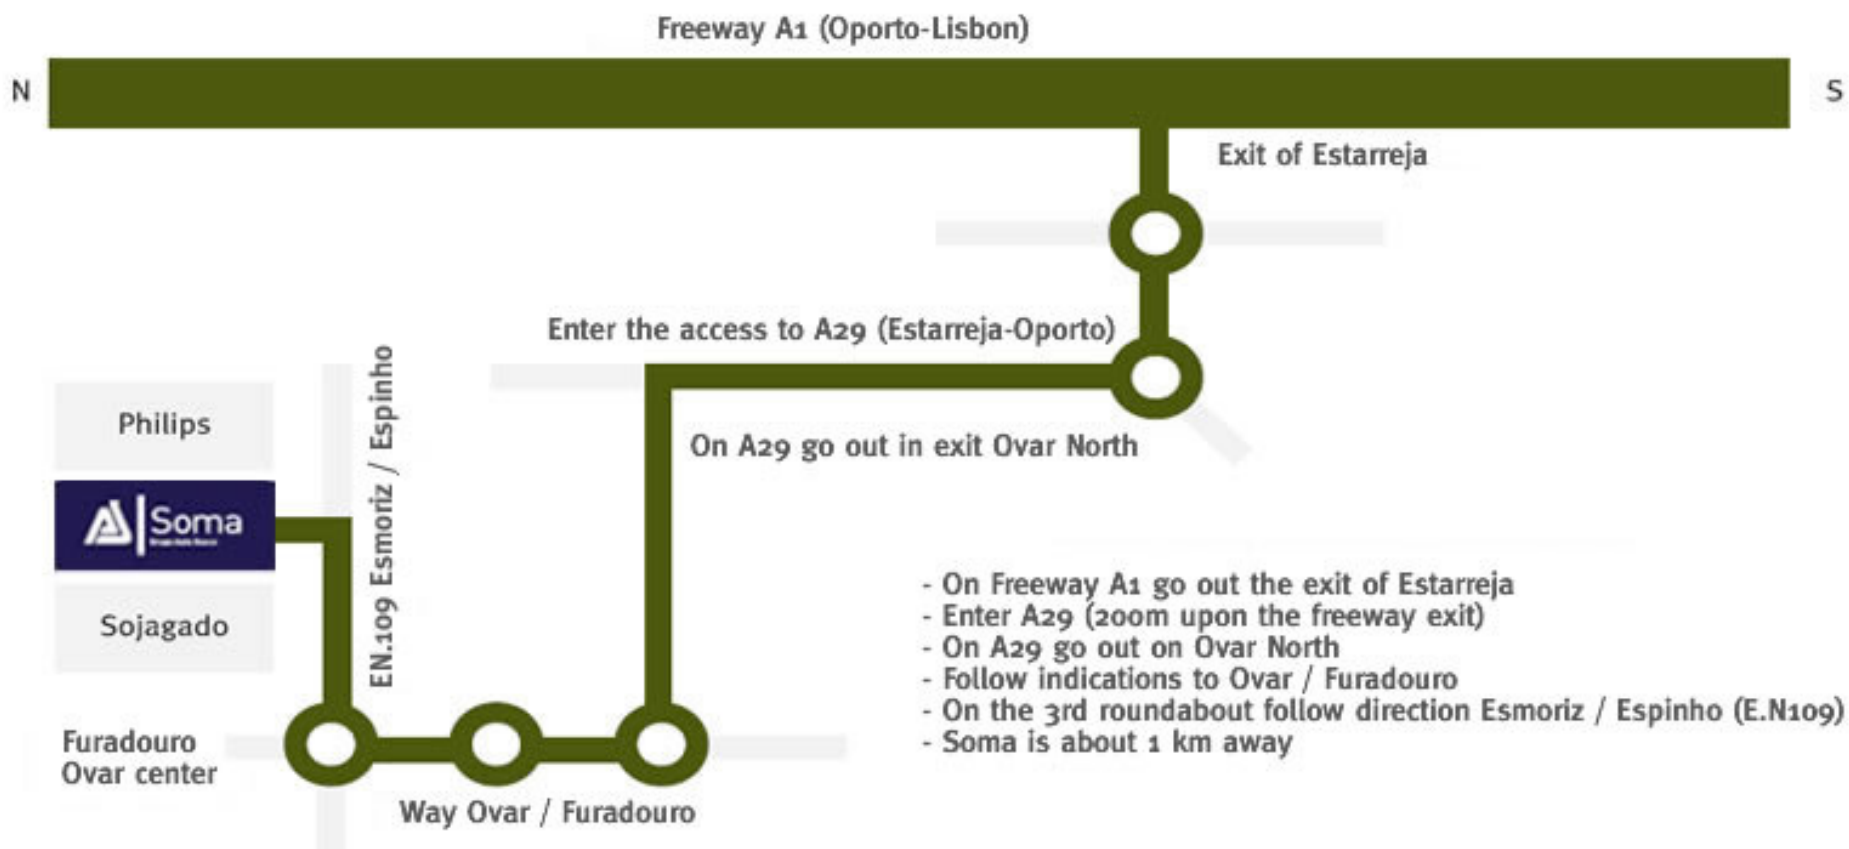 Freeway A1 (Oporto-Lisbon)
N
S
Exit of Estarreja
Enter the access to A29 (Estarreja-Oporto)
On A29 go out in exit Ovar North
EN.109 Esmoriz / Espinho
Philips
Soma
Sojagado
Furadouro
Ovar center
Way Ovar / Furadouro
- On Freeway A1 go out the exit of Estarreja
- Enter A29 (200m upon the freeway exit)
- On A29 go out on Ovar North
- Follow indications to Ovar / Furadouro
- On the 3rd roundabout follow direction Esmoriz / Espinho (E.N109)
- Soma is about 1 km away